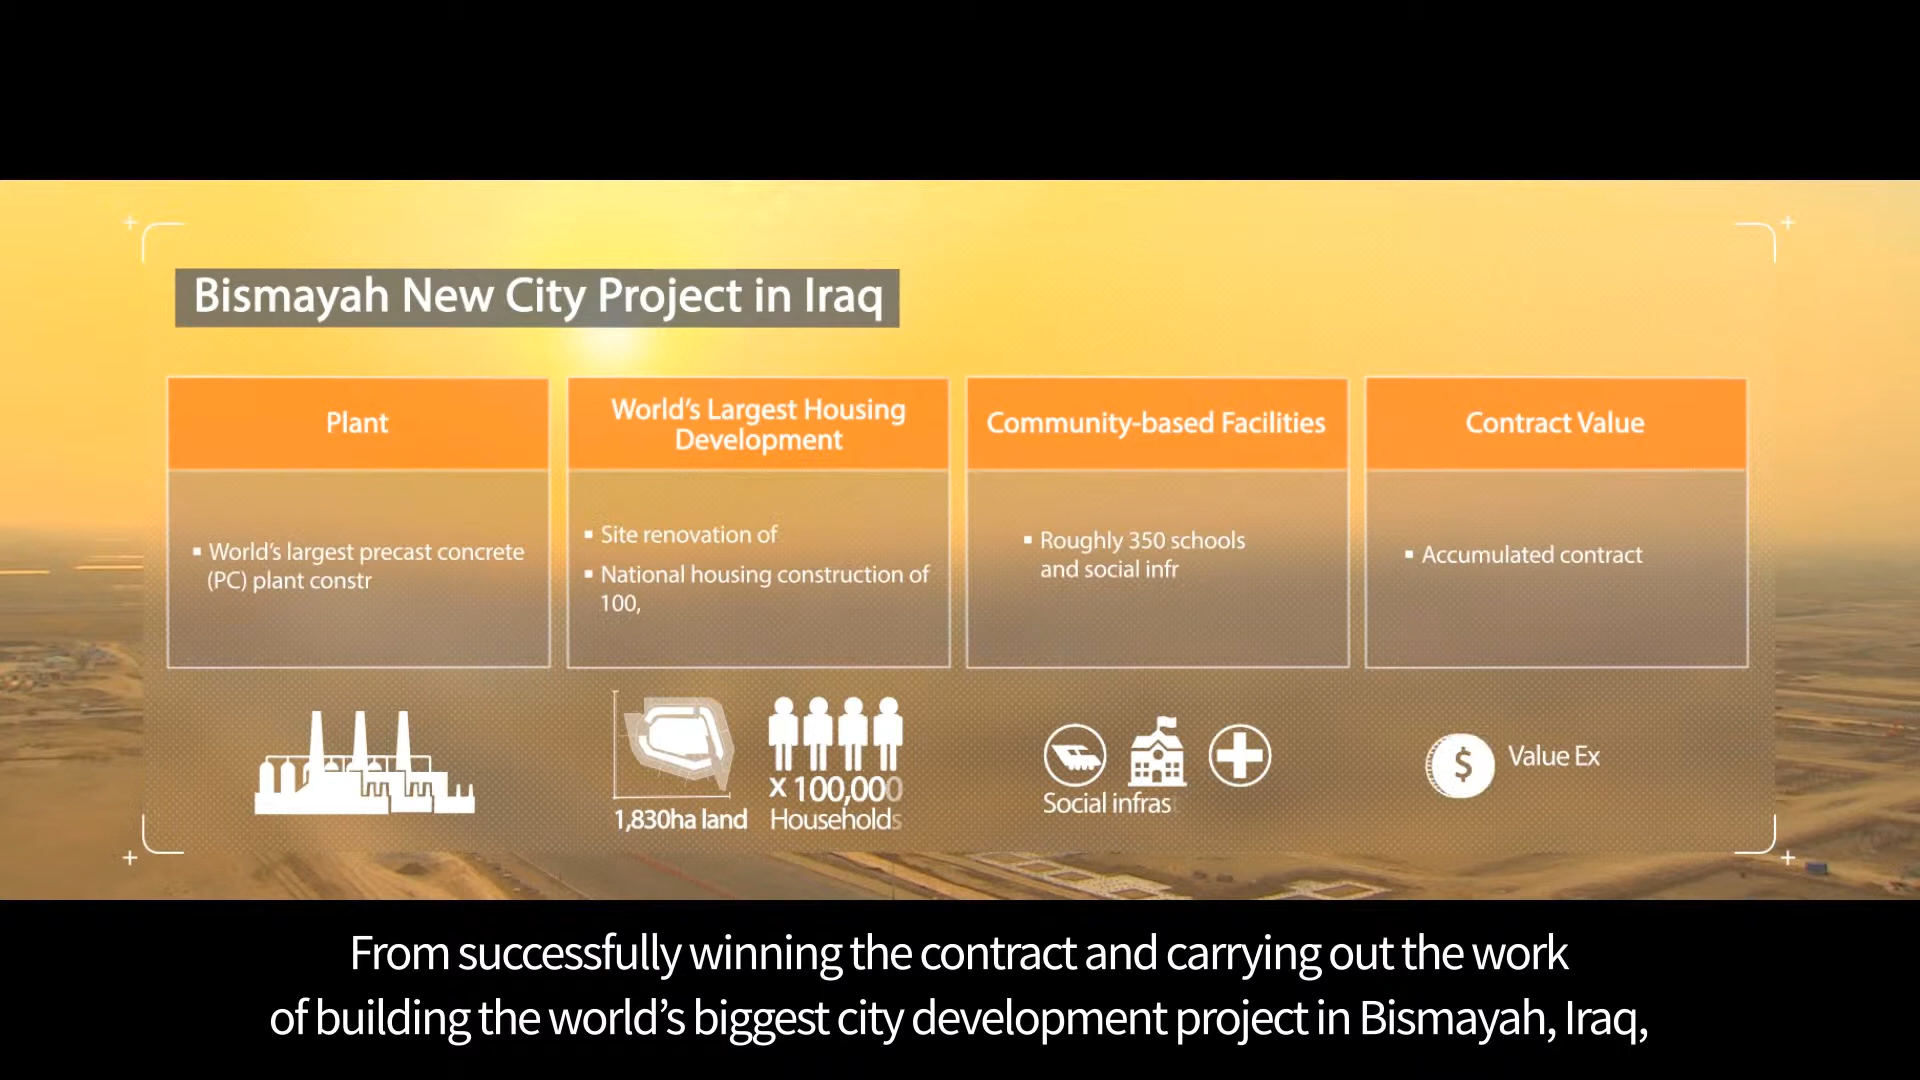 Bismayah New City Project in Iraq
Plant
▪ World's largest precast concrete
(PC) plant constr
World's Largest Housing
Development
▪ Site renovation of
▪ National housing construction of
100,
Community-based Facilities
▪ Roughly 350 schools
and social infr
Contract Value
▪ Accumulated contract
1,830ha land
X 100,000
Households
Social infras
$
Value Ex
From successfully winning the contract and carrying out the work
of building the world's biggest city development project in Bismayah, Iraq,